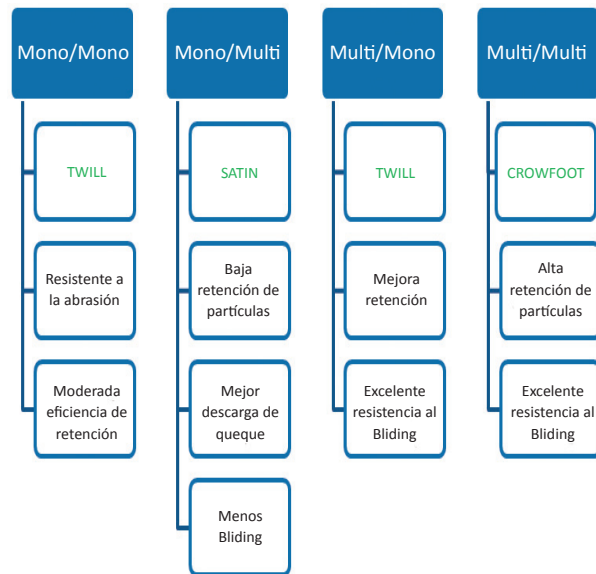 Mono/Mono
TWILL
Resistente a
la abrasión
Moderada
eficiencia de
retención
Mono/Multi
SATIN
Baja
retención de
partículas
Mejor
descarga de
queque
Menos
Bliding
Multi/Mono
TWILL
Mejora
retención
Excelente
resistencia al
Bliding
Multi/Multi
CROWFOOT
Alta
retención de
partículas
Excelente
resistencia al
Bliding